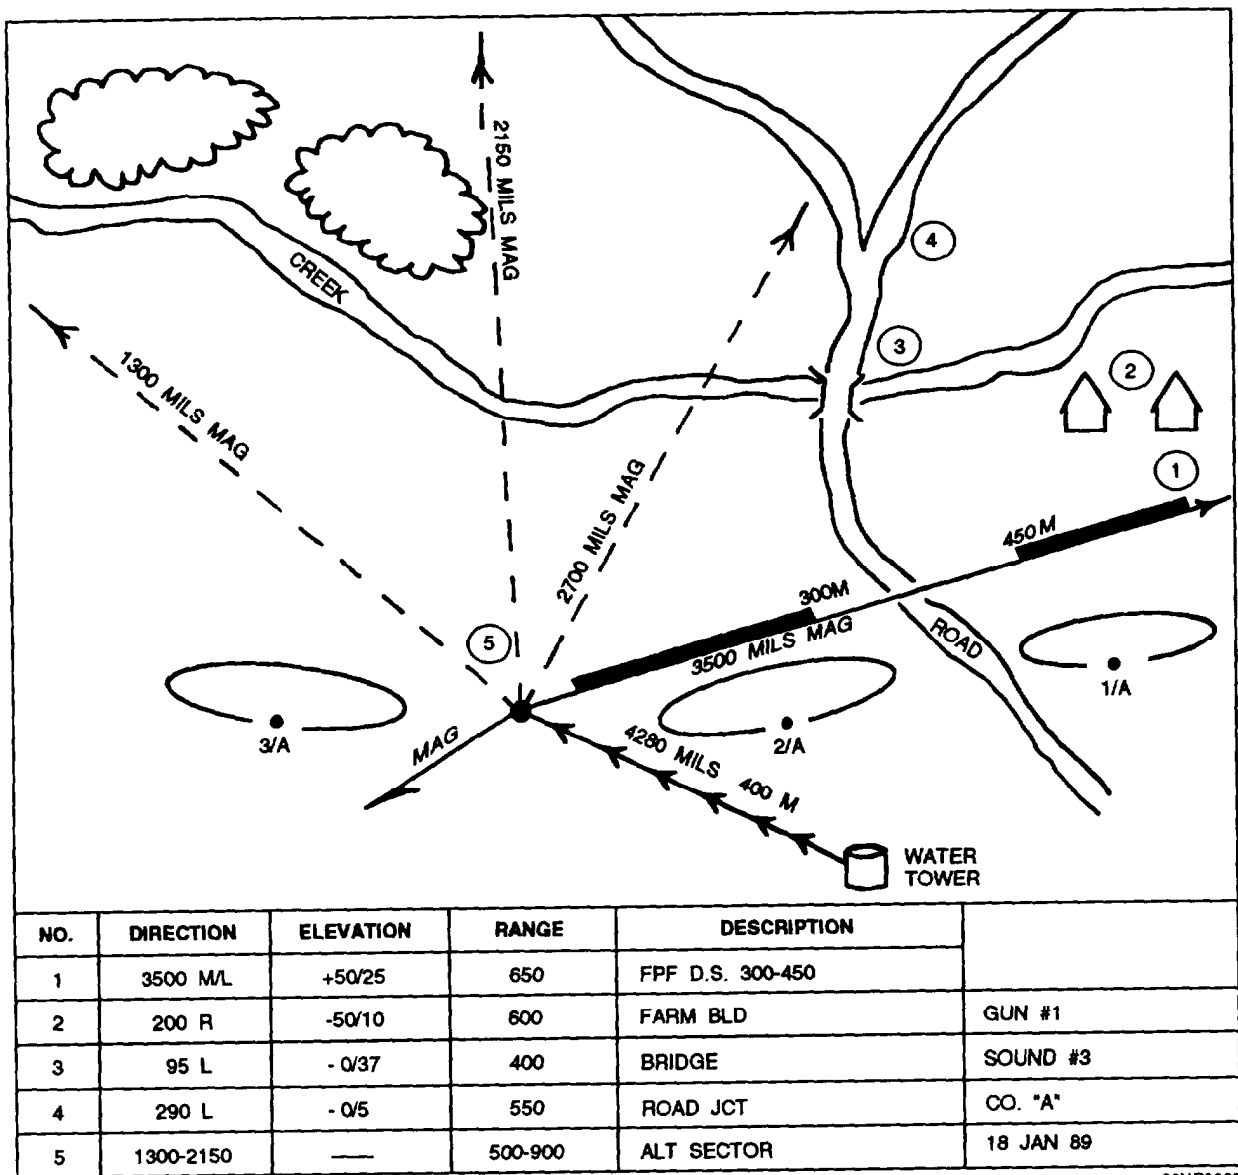 2150 MILS MAG
CREEK
4
1300 MILS MAG
3
2
2700 MILS MAG
1
450 M
300M
3500 MILS MAG
ROAD
5
1/A
3/A
MAG
2/A
4280 MILS 400 M
WATER
TOWER
NO. DIRECTION ELEVATION RANGE DESCRIPTION
1 3500 M/L +50/25 650 FPF D.S. 300-450
2 200 R -50/10 600 FARM BLD GUN #1
3 95 L - 0/37 400 BRIDGE SOUND #3
4 290 L - 0/5 550 ROAD JCT CO. "A"
5 1300-2150 — 500-900 ALT SECTOR 18 JAN 89